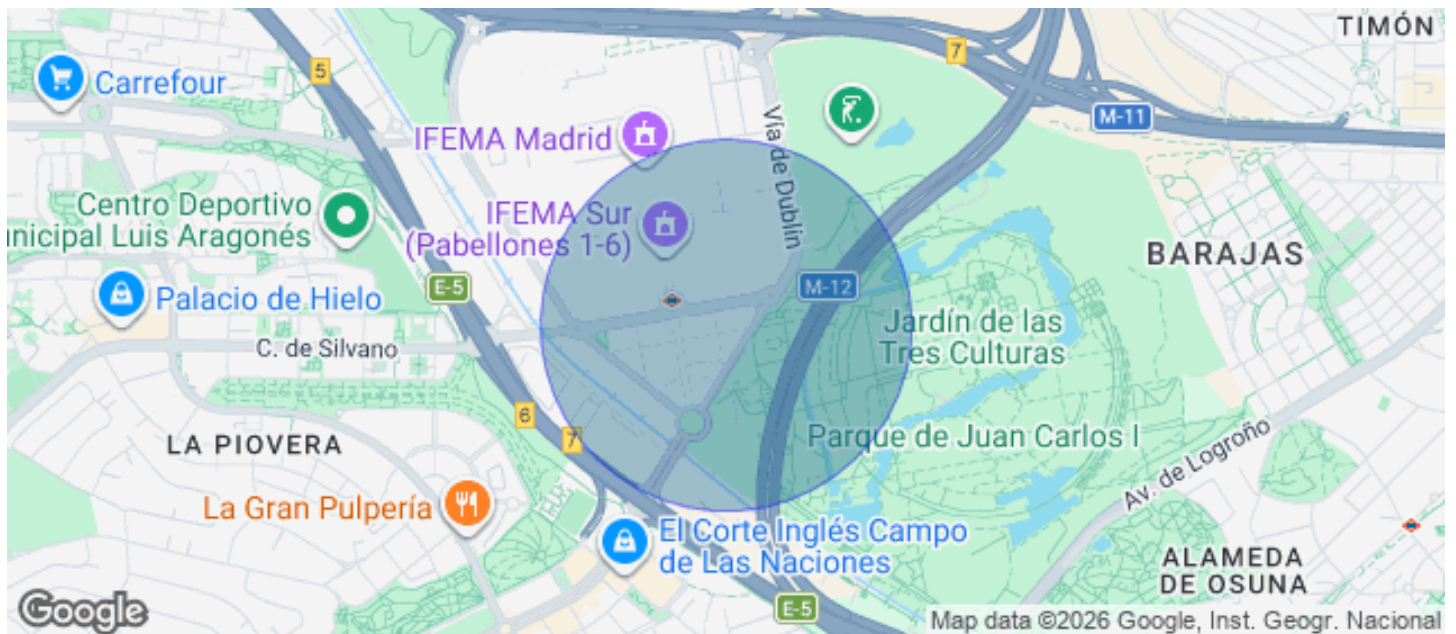 TIMÓN
5
7
Carrefour
M-11
IFEMA Madrid
Vía de Dublín
Centro Deportivo
unicipal Luis Aragonés
IFEMA Sur
(Pabellones 1-6)
BARAJAS
E-5
M-12
Palacio de Hielo
Jardín de las
Tres Culturas
C. de Silvano
6
7
LA PIOVERA
Parque de Juan Carlos I
Av. de Logroño
La Gran Pulpería
El Corte Inglés Campo
de Las Naciones
ALAMEDA
DE OSUNA
E-5
Google
Map data ©2026 Google, Inst. Geogr. Nacional